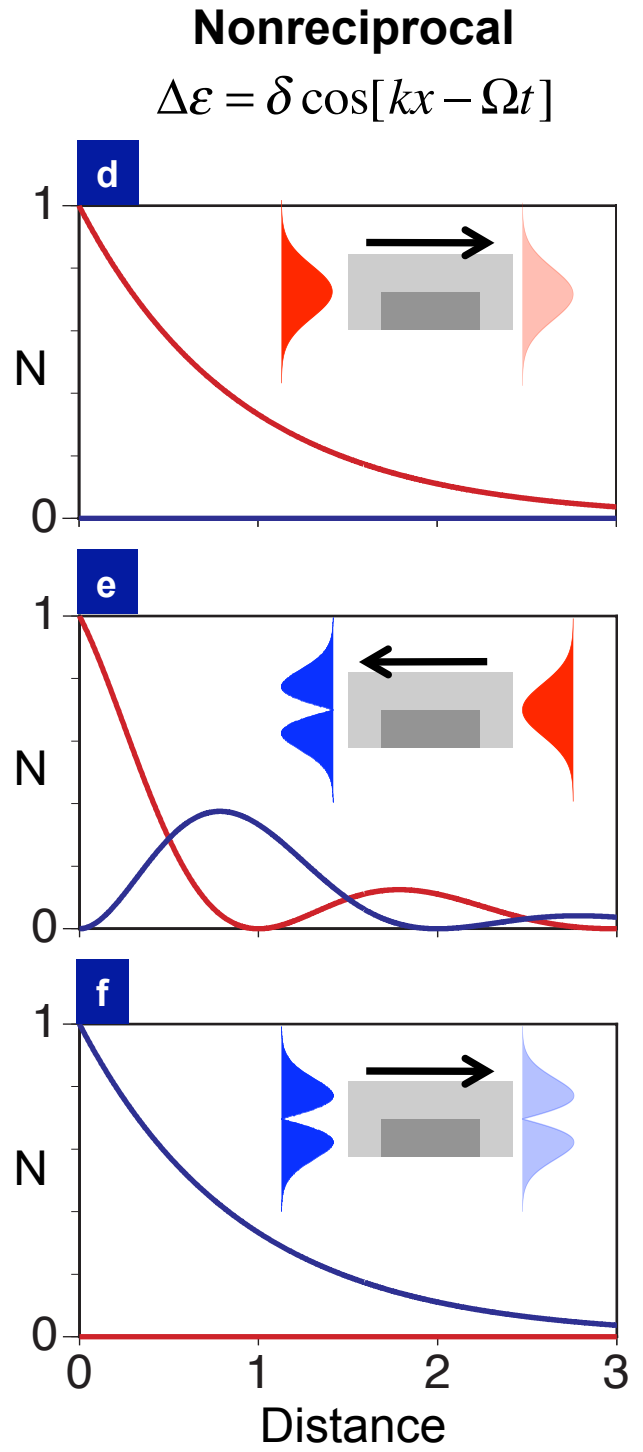 Nonreciprocal
Δε = δ cos[kx − Ωt]
d
1
N
0
e
1
N
0
f
1
N
0
0 1 2 3
Distance